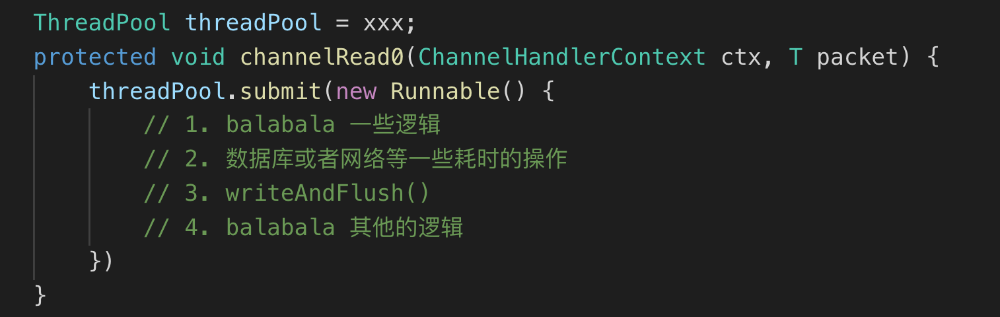 ThreadPool threadPool = xxx;
protected void channelRead0(ChannelHandlerContext ctx, T packet) {
    threadPool.submit(new Runnable() {
        // 1. balabala 一些逻辑
        // 2. 数据库或者网络等一些耗时的操作
        // 3. writeAndFlush()
        // 4. balabala 其他的逻辑
    })
}